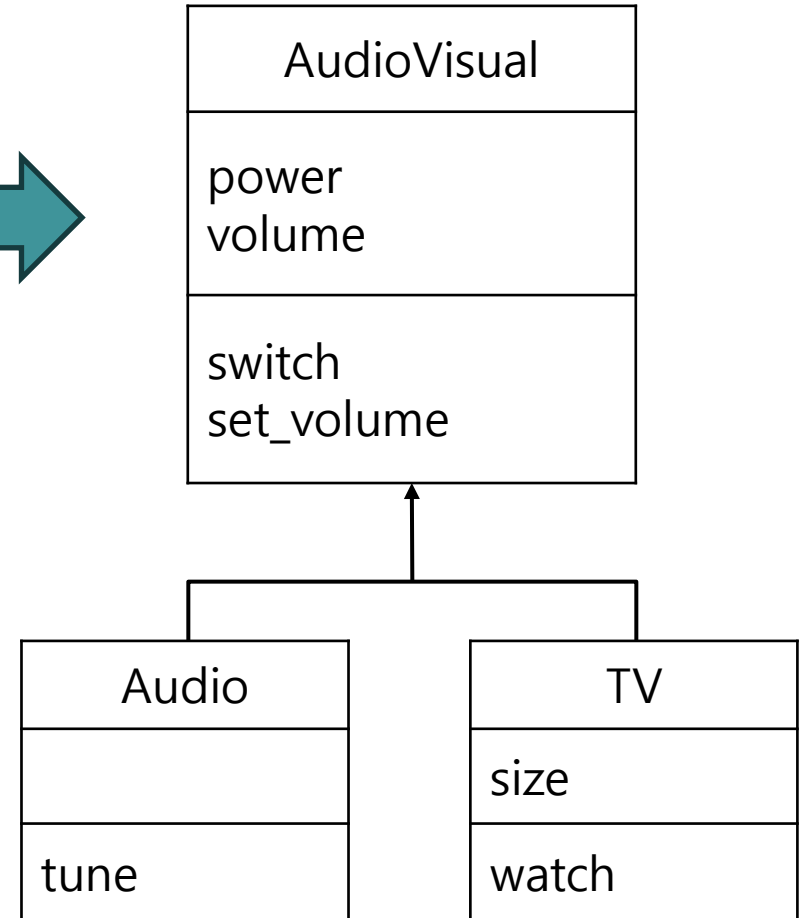 AudioVisual
power
volume
switch
set_volume
Audio
tune
TV
size
watch